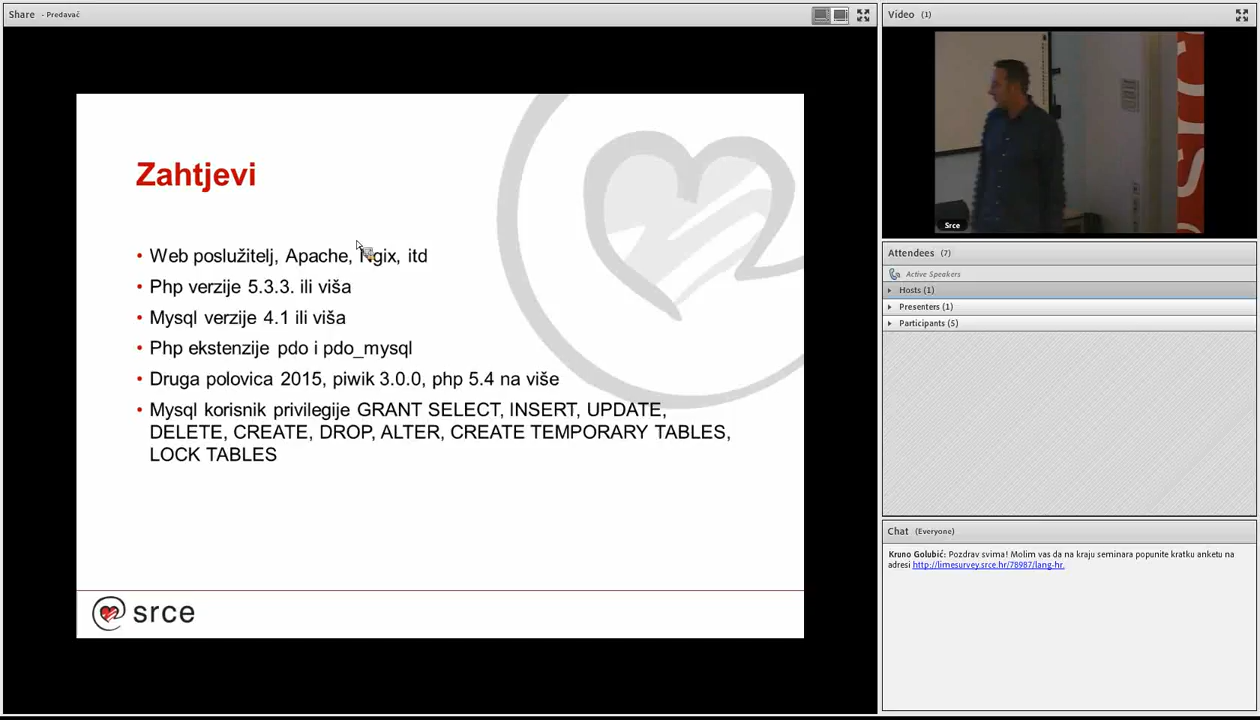 Share - Predavač
Video (1)
Zahtjevi
• Web poslužitelj, Apache, itd
• Php verzije 5.3.3. ili viša
• Mysql verzije 4.1 ili viša
• Php ekstenzije pdo i pdo_mysql
• Druga polovica 2015, piwik 3.0.0, php 5.4 na više
• Mysql korisnik privilegije GRANT SELECT, INSERT, UPDATE,
DELETE, CREATE, DROP, ALTER, CREATE TEMPORARY TABLES,
LOCK TABLES
srce
Srce
Attendees (7)
Active Speakers
Hosts (1)
Presenters (1)
Participants (5)
Chat (Everyone)
Kruno Golubić: Pozdrav svima! Molim vas da na kraju seminara popunite kratku anketu na
adresi http://limesurvey.srce.hr/78987/lang-hr.